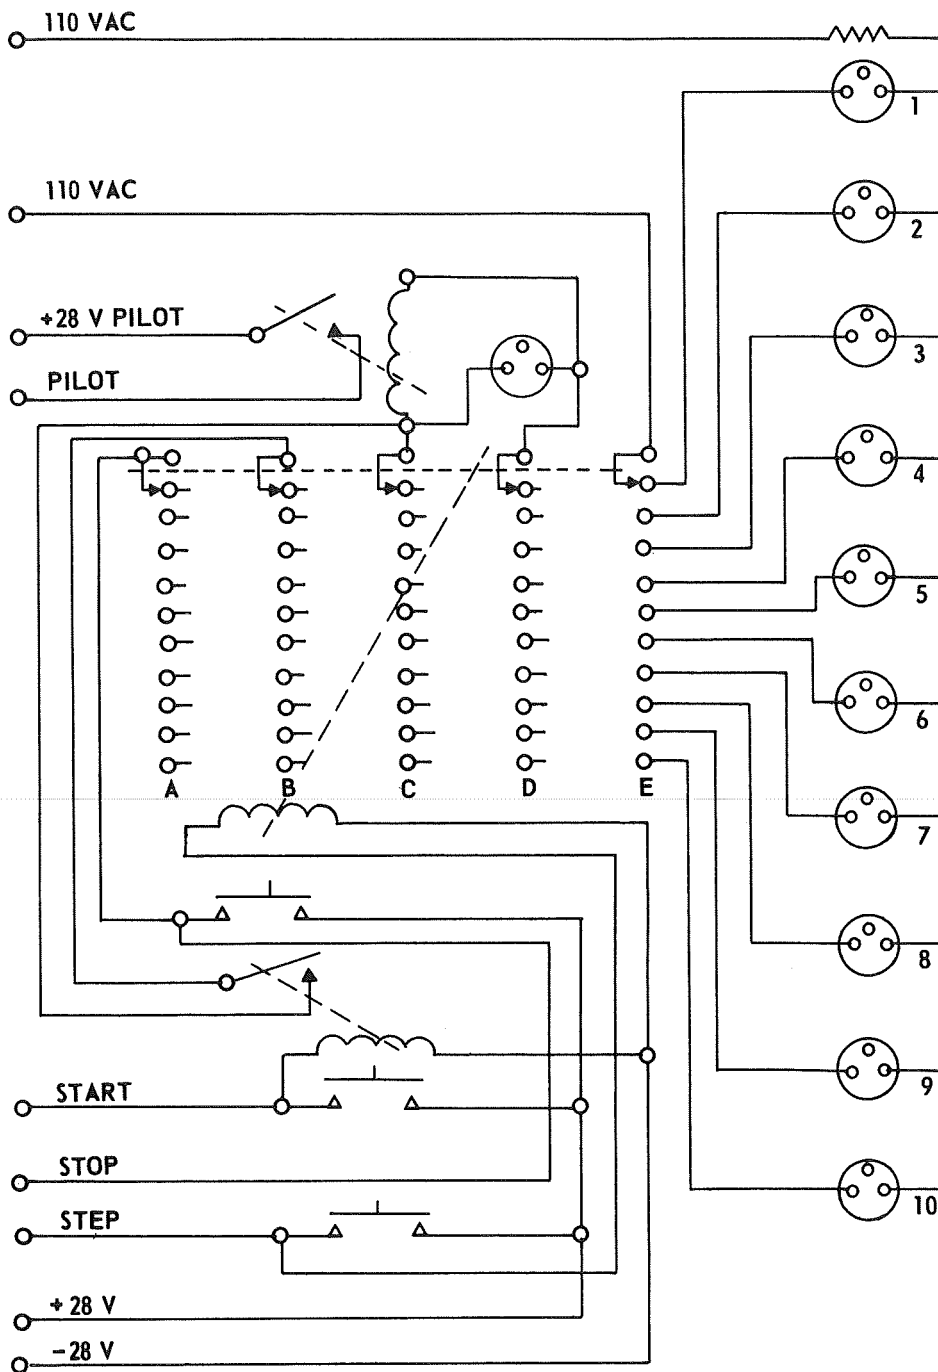 110 VAC
1
110 VAC
2
+28 V PILOT
3
PILOT
4
5
6
A B C D E
7
8
9
START
STOP
10
STEP
+28 V
-28 V